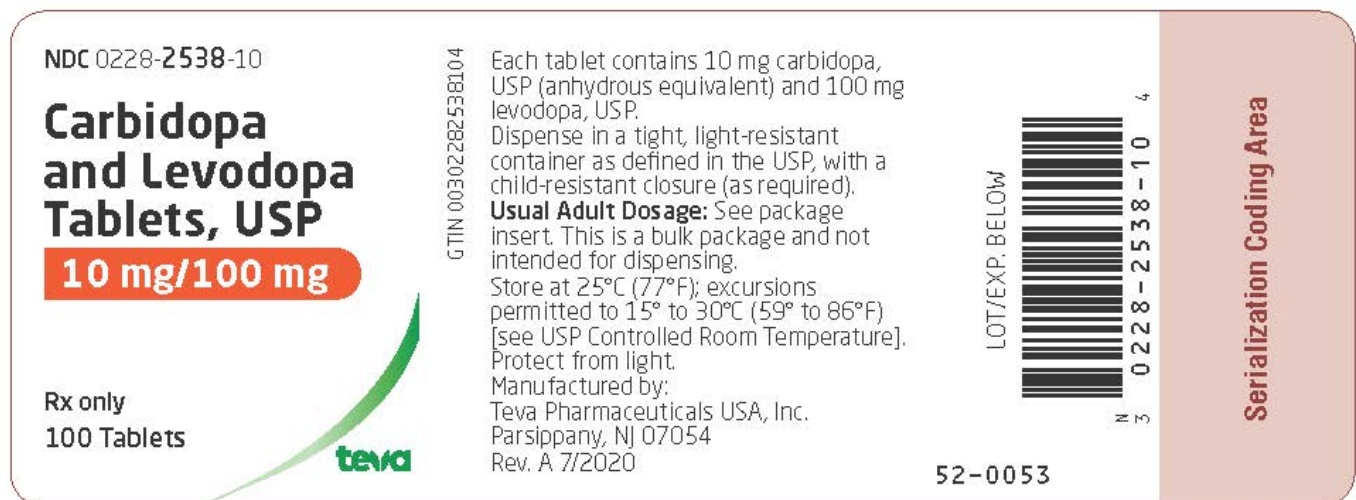 NDC 0228-2538-10
Carbidopa
and Levodopa
Tablets, USP
10 mg/100 mg
Rx only
100 Tablets
teva
GTIN 00302282538104
Each tablet contains 10 mg carbidopa,
USP (anhydrous equivalent) and 100 mg
levodopa, USP.
Dispense in a tight, light-resistant
container as defined in the USP, with a
child-resistant closure (as required).
Usual Adult Dosage: See package
insert. This is a bulk package and not
intended for dispensing.
Store at 25°C (77°F); excursions
permitted to 15° to 30°C (59° to 86°F)
[see USP Controlled Room Temperature].
Protect from light.
Manufactured by:
Teva Pharmaceuticals USA, Inc.
Parsippany, NJ 07054
Rev. A 7/2020
LOT/EXP. BELOW
N
3 0228-2538-10 4
52-0053
Serialization Coding Area